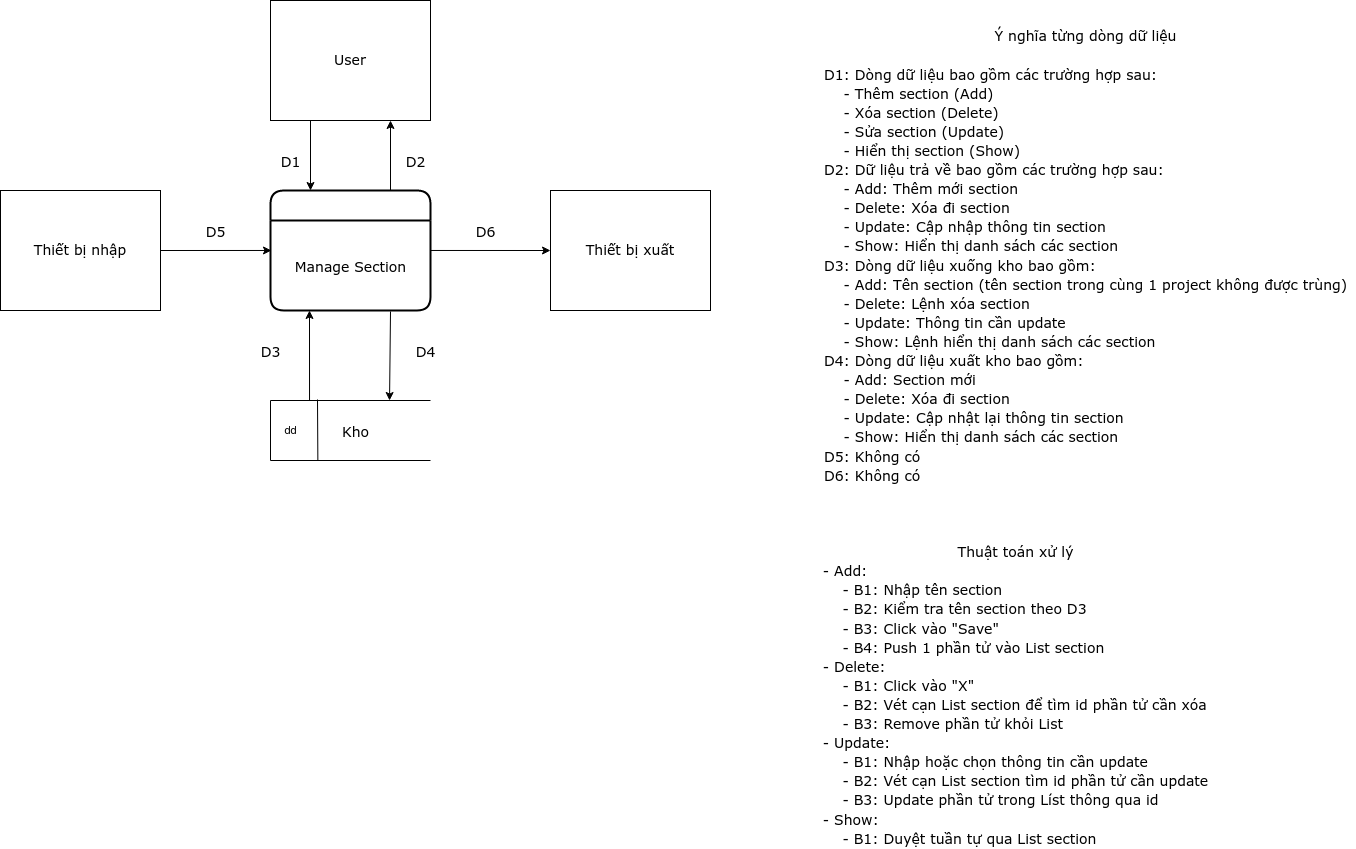 User
D1
D2
Thiết bị nhập
D5
Manage Section
D6
Thiết bị xuất
D3
D4
dd
Kho
Ý nghĩa từng dòng dữ liệu
D1: Dòng dữ liệu bao gồm các trường hợp sau:
- Thêm section (Add)
- Xóa section (Delete)
- Sửa section (Update)
- Hiển thị section (Show)
D2: Dữ liệu trả về bao gồm các trường hợp sau:
- Add: Thêm mới section
- Delete: Xóa đi section
- Update: Cập nhập thông tin section
- Show: Hiển thị danh sách các section
D3: Dòng dữ liệu xuống kho bao gồm:
- Add: Tên section (tên section trong cùng 1 project không được trùng)
- Delete: Lệnh xóa section
- Update: Thông tin cần update
- Show: Lệnh hiển thị danh sách các section
D4: Dòng dữ liệu xuất kho bao gồm:
- Add: Section mới
- Delete: Xóa đi section
- Update: Cập nhật lại thông tin section
- Show: Hiển thị danh sách các section
D5: Không có
D6: Không có
Thuật toán xử lý
- Add:
- B1: Nhập tên section
- B2: Kiểm tra tên section theo D3
- B3: Click vào "Save"
- B4: Push 1 phần tử vào List section
- Delete:
- B1: Click vào "X"
- B2: Vét cạn List section để tìm id phần tử cần xóa
- B3: Remove phần tử khỏi List
- Update:
- B1: Nhập hoặc chọn thông tin cần update
- B2: Vét cạn List section tìm id phần tử cần update
- B3: Update phần tử trong Líst thông qua id
- Show:
- B1: Duyệt tuần tự qua List section